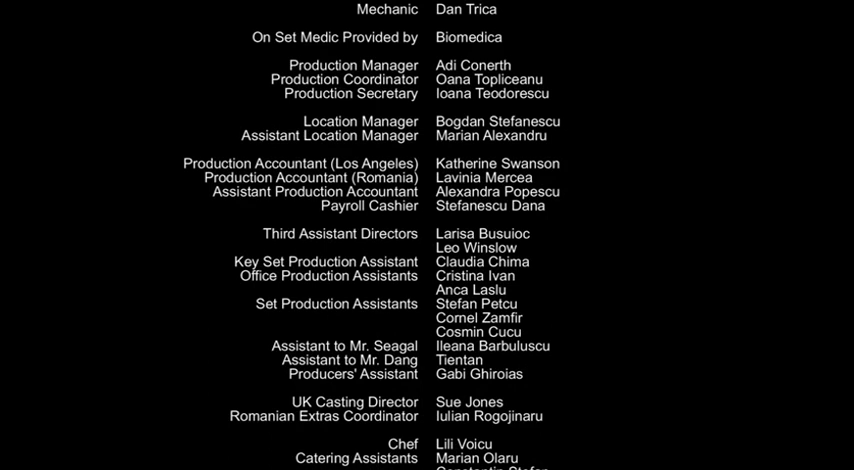 Mechanic Dan Trica
On Set Medic Provided by Biomedica
Production Manager Adi Conerth
Production Coordinator Oana Topliceanu
Production Secretary Ioana Teodorescu
Location Manager Bogdan Stefanescu
Assistant Location Manager Marian Alexandru
Production Accountant (Los Angeles) Katherine Swanson
Production Accountant (Romania) Lavinia Mercea
Assistant Production Accountant Alexandra Popescu
Payroll Cashier Stefanescu Dana
Third Assistant Directors Larisa Busuioc
Leo Winslow
Key Set Production Assistant Claudia Chima
Office Production Assistants Cristina Ivan
Anca Laslu
Set Production Assistants Stefan Petcu
Cornel Zamfir
Cosmin Cucu
Assistant to Mr. Seagal Ileana Barbuluscu
Assistant to Mr. Dang Tientan
Producers' Assistant Gabi Ghiroias
UK Casting Director Sue Jones
Romanian Extras Coordinator Iulian Rogojinaru
Chef Lili Voicu
Catering Assistants Marian Olaru